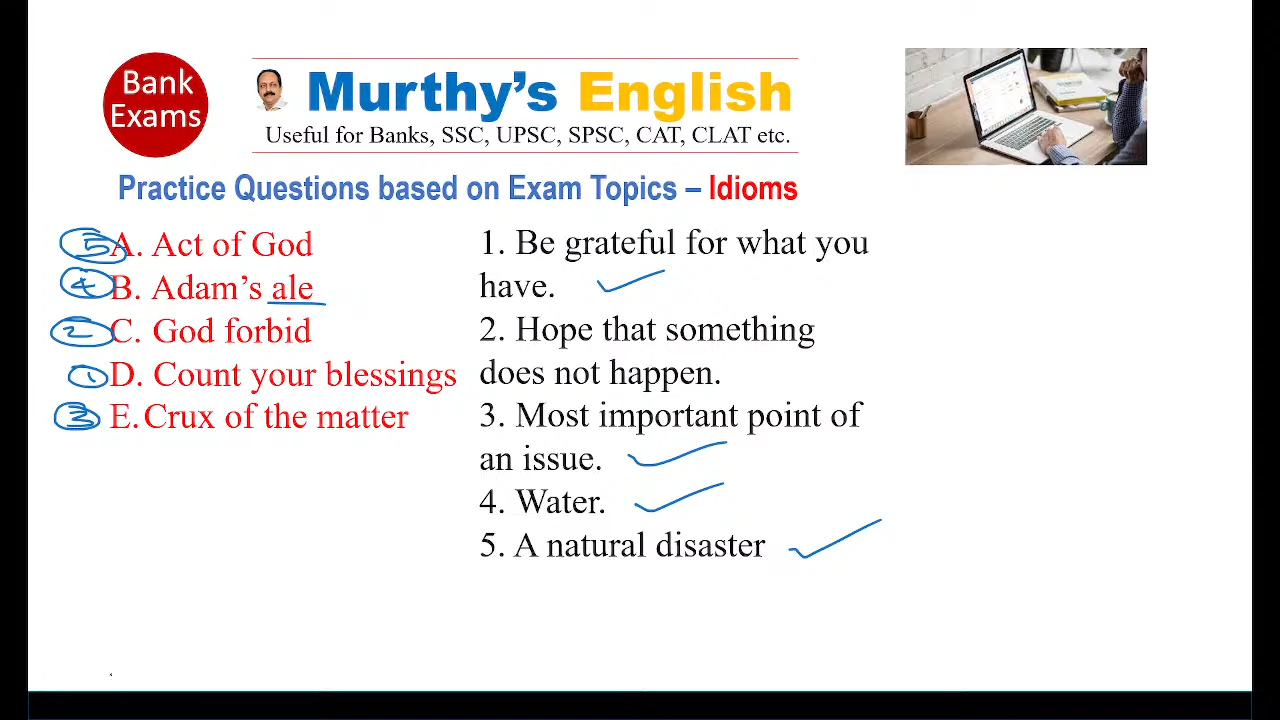 Bank
Exams
Murthy's English
Useful for Banks, SSC, UPSC, SPSC, CAT, CLAT etc.
Practice Questions based on Exam Topics – Idioms
5 A. Act of God
4 B. Adam's ale
2 C. God forbid
1 D. Count your blessings
3 E. Crux of the matter
1. Be grateful for what you
have.
2. Hope that something
does not happen.
3. Most important point of
an issue.
4. Water.
5. A natural disaster